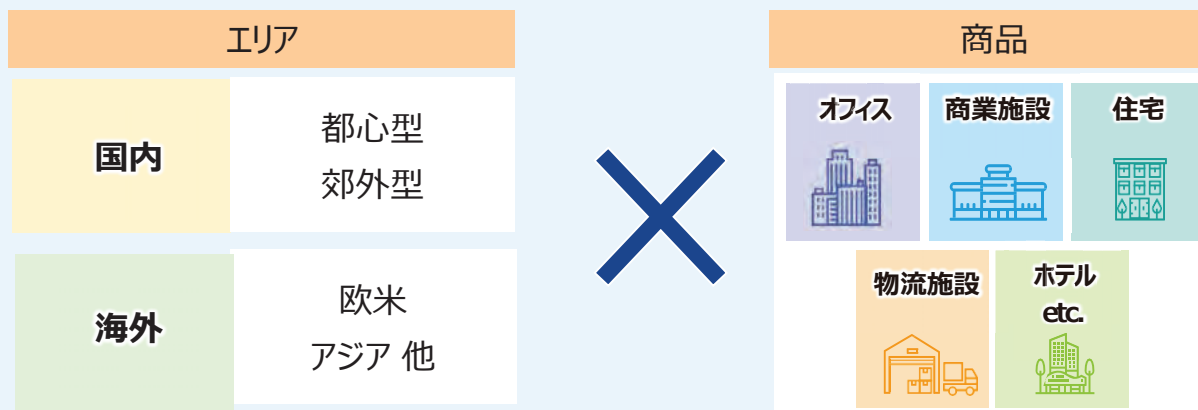 エリア
国内
都心型
郊外型
海外
欧米
アジア 他
商品
オフィス
商業施設
住宅
物流施設
ホテル
etc.